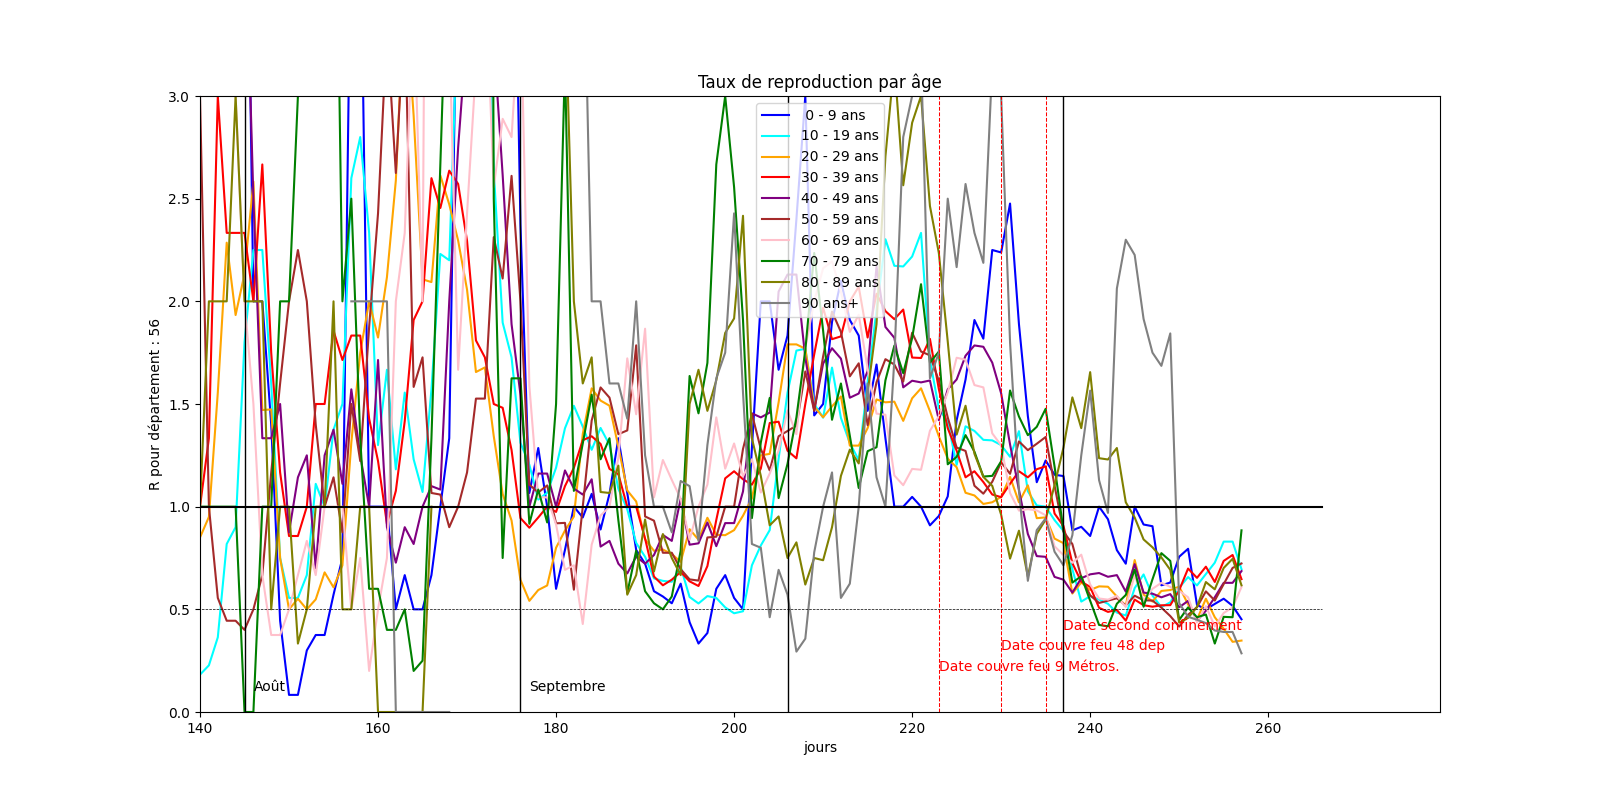 Taux de reproduction par âge
3.0
2.5
2.0
1.5
1.0
0.5
0.0
R pour département : 56
0 - 9 ans
10 - 19 ans
20 - 29 ans
30 - 39 ans
40 - 49 ans
50 - 59 ans
60 - 69 ans
70 - 79 ans
80 - 89 ans
90 ans+
Date second confinement
Date couvre feu 48 dep
Date couvre feu 9 Métros.
Août
Septembre
140
160
180
200
220
240
260
jours